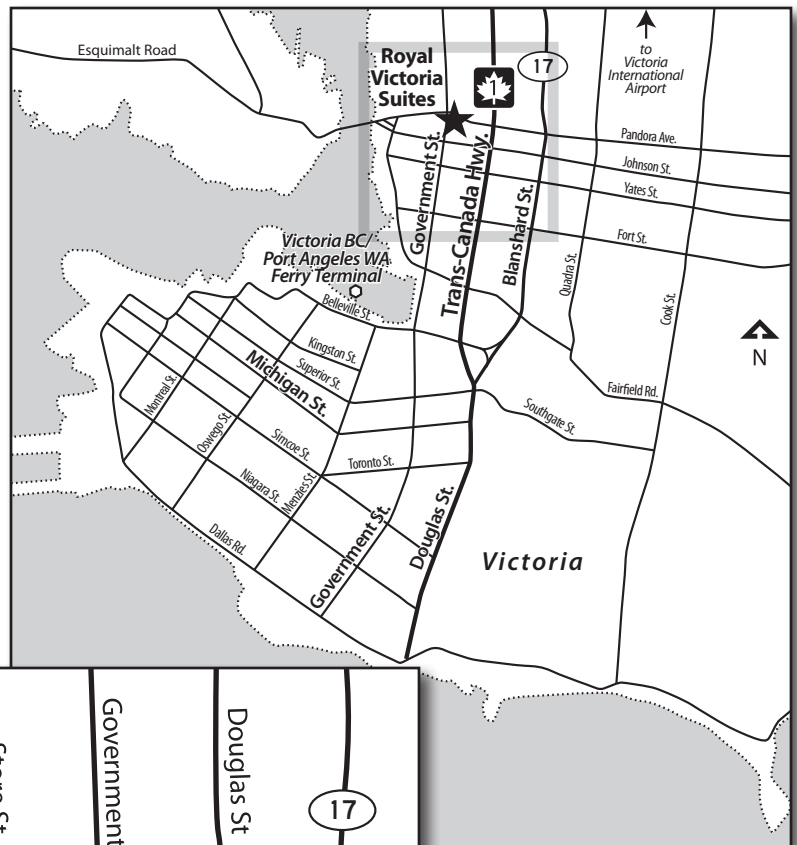 Esquimalt Road
Royal
Victoria
Suites
1
17
to
Victoria
International
Airport
Pandora Ave.
Johnson St.
Yates St.
Fort St.
Government St.
Trans-Canada Hwy.
Blanshard St.
Quadra St.
Cook St.
Victoria BC/
Port Angeles WA
Ferry Terminal
Belleville St.
Kingston St.
Superior St.
Michigan St.
Montreal St.
Oswego St.
Simcoe St.
Niagara St.
Menzies St.
Toronto St.
Dallas Rd.
Government St.
Douglas St.
Southgate St
Fairfield Rd.
N
Victoria
Government
Douglas St
17